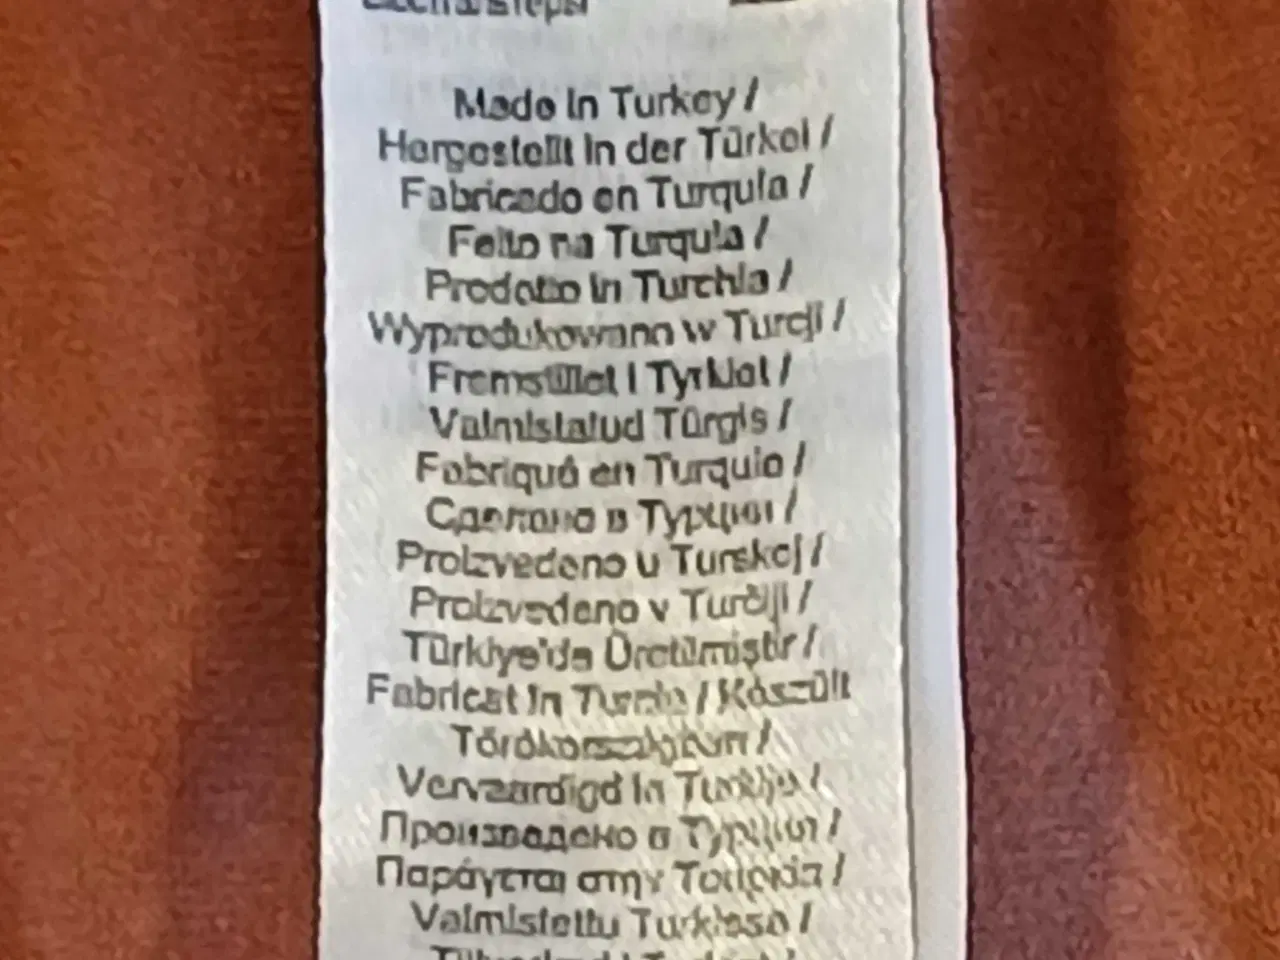 Made in Turkey /
Hergestellt in der Türkei /
Fabricado en Turquía /
Feito na Turquia /
Prodotto in Turchia /
Wyprodukowano w Turcji /
Fremstillet i Tyrkiet /
Valmistatud Türgis /
Fabriqué en Turquie /
Сделано в Турции /
Proizvedeno u Turskoj /
Proizvedeno v Turčiji /
Türkiye'de Üretilmiştir /
Fabricat în Turcia / Készült
Törökországban /
Vervaardigd in Turkije /
Произведено в Турция /
Παράγεται στην Τουρκία /
Valmistettu Turkissa /